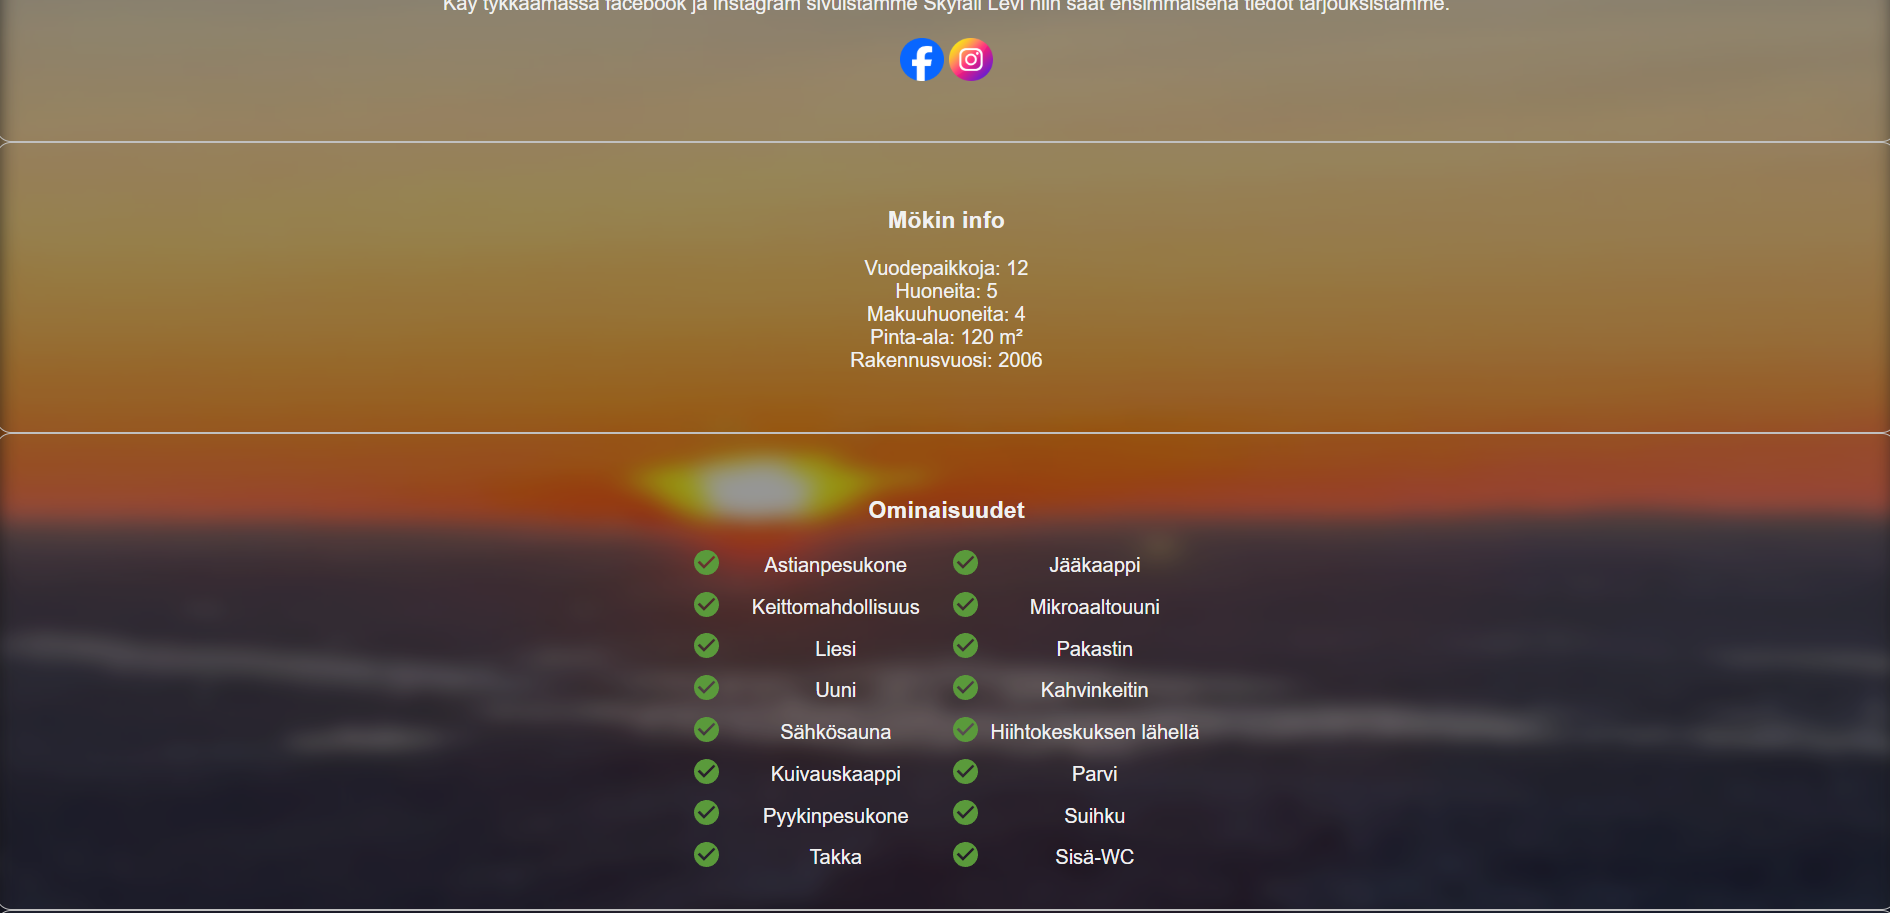 Käy tykkäämässä facebook ja instagram sivuistamme Skyfall Levi niin saat ensimmäisenä tiedot tarjouksistamme.
Mökin info
Vuodepaikkoja: 12
Huoneita: 5
Makuuhuoneita: 4
Pinta-ala: 120 m²
Rakennusvuosi: 2006
Ominaisuudet
Astianpesukone Jääkaappi
Keittomahdollisuus Mikroaaltouuni
Liesi Pakastin
Uuni Kahvinkeitin
Sähkösauna Hiihtokeskuksen lähellä
Kuivauskaappi Parvi
Pyykinpesukone Suihku
Takka Sisä-WC